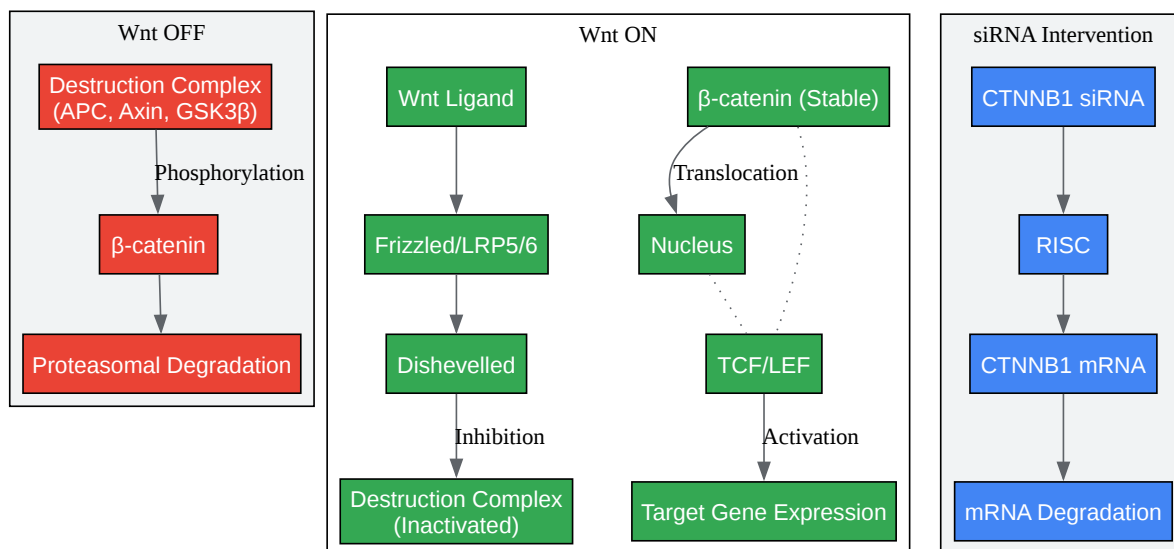 Wnt OFF
Destruction Complex
(APC, Axin, GSK3β)
Phosphorylation
β-catenin
Proteasomal Degradation
Wnt ON
Wnt Ligand
Frizzled/LRP5/6
Dishevelled
Inhibition
Destruction Complex
(Inactivated)
β-catenin (Stable)
Translocation
Nucleus
TCF/LEF
Activation
Target Gene Expression
siRNA Intervention
CTNNB1 siRNA
RISC
CTNNB1 mRNA
mRNA Degradation